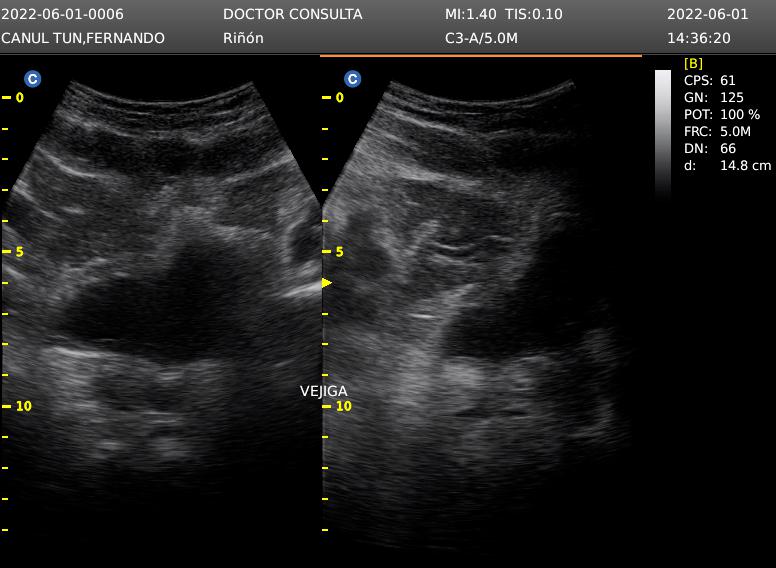 2022-06-01-0006 DOCTOR CONSULTA MI:1.40 TIS:0.10 2022-06-01
CANUL TUN,FERNANDO Riñón C3-A/5.0M 14:36:20
C C [B]
0 0 CPS: 61
GN: 125
POT: 100 %
FRC: 5.0M
DN: 66
d: 14.8 cm
5 5
VEJIGA
10 10